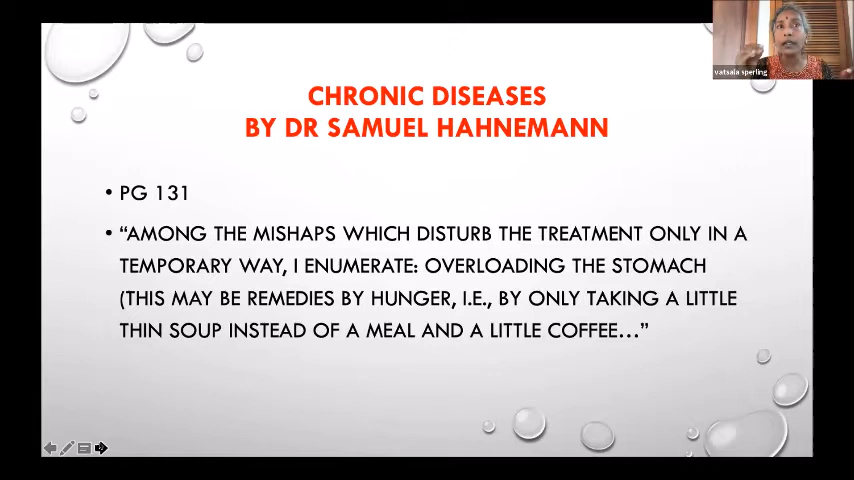 vatsala sperling
CHRONIC DISEASES
BY DR SAMUEL HAHNEMANN
• PG 131
• “AMONG THE MISHAPS WHICH DISTURB THE TREATMENT ONLY IN A
TEMPORARY WAY, I ENUMERATE: OVERLOADING THE STOMACH
(THIS MAY BE REMEDIES BY HUNGER, I.E., BY ONLY TAKING A LITTLE
THIN SOUP INSTEAD OF A MEAL AND A LITTLE COFFEE…”